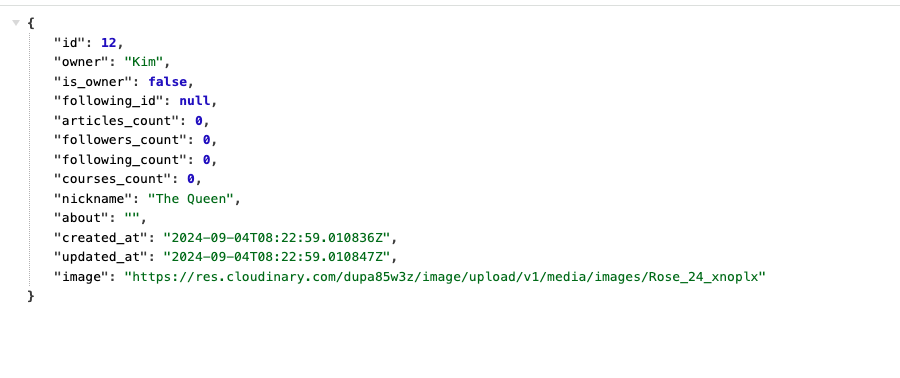 {
"id": 12,
"owner": "Kim",
"is_owner": false,
"following_id": null,
"articles_count": 0,
"followers_count": 0,
"following_count": 0,
"courses_count": 0,
"nickname": "The Queen",
"about": "",
"created_at": "2024-09-04T08:22:59.010836Z",
"updated_at": "2024-09-04T08:22:59.010847Z",
"image": "https://res.cloudinary.com/dupa85w3z/image/upload/v1/media/images/Rose_24_xnoplx"
}